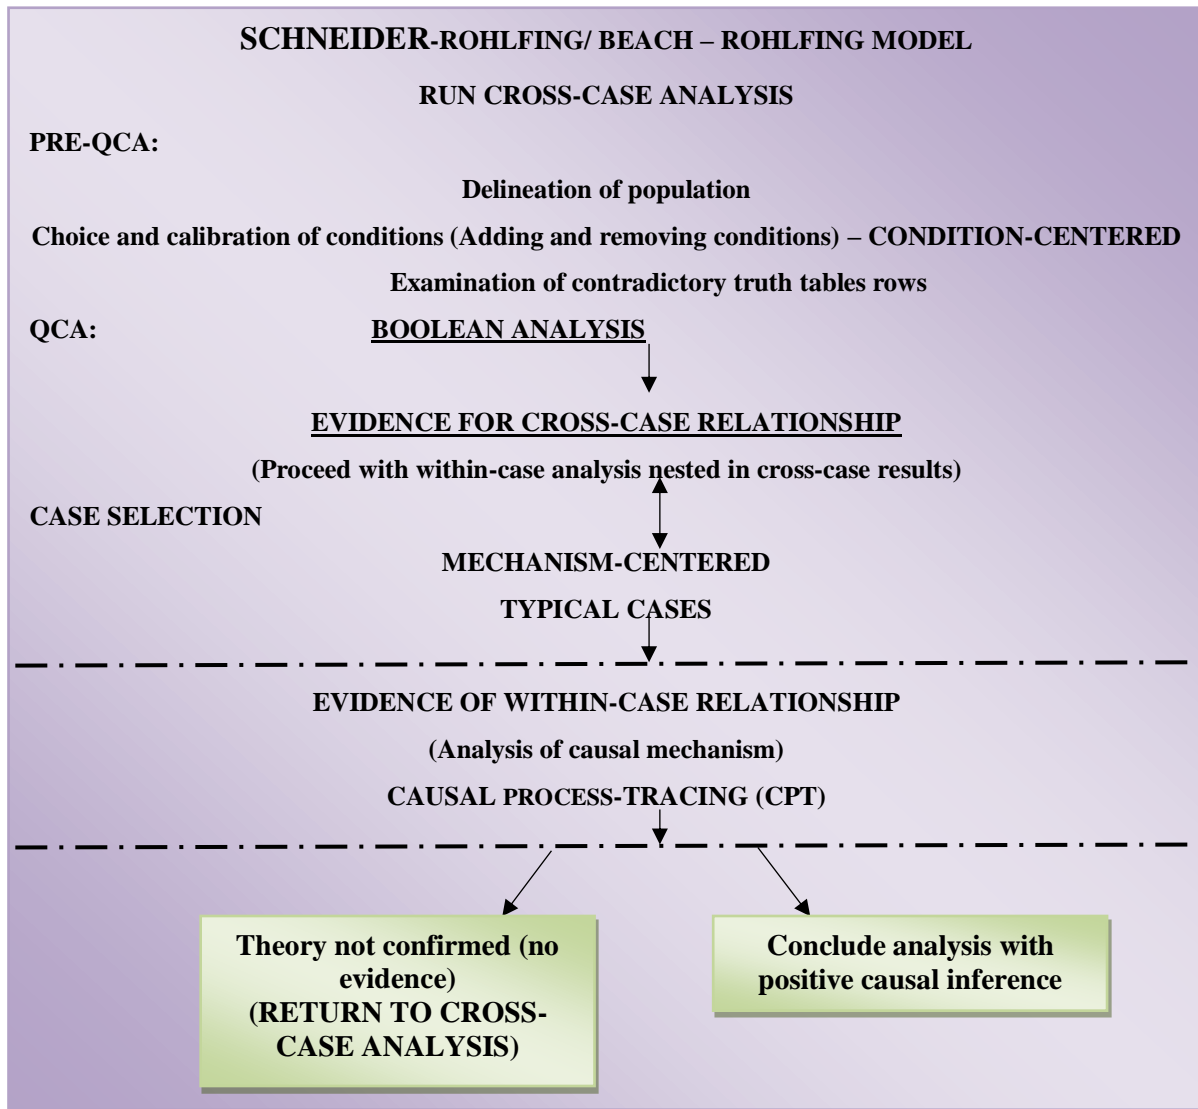 SCHNEIDER-ROHLFING/ BEACH – ROHLFING MODEL
RUN CROSS-CASE ANALYSIS
PRE-QCA:
Delineation of population
Choice and calibration of conditions (Adding and removing conditions) – CONDITION-CENTERED
Examination of contradictory truth tables rows
QCA: BOOLEAN ANALYSIS
EVIDENCE FOR CROSS-CASE RELATIONSHIP
(Proceed with within-case analysis nested in cross-case results)
CASE SELECTION
MECHANISM-CENTERED
TYPICAL CASES
EVIDENCE OF WITHIN-CASE RELATIONSHIP
(Analysis of causal mechanism)
CAUSAL PROCESS-TRACING (CPT)
Theory not confirmed (no
evidence)
(RETURN TO CROSS-
CASE ANALYSIS)
Conclude analysis with
positive causal inference